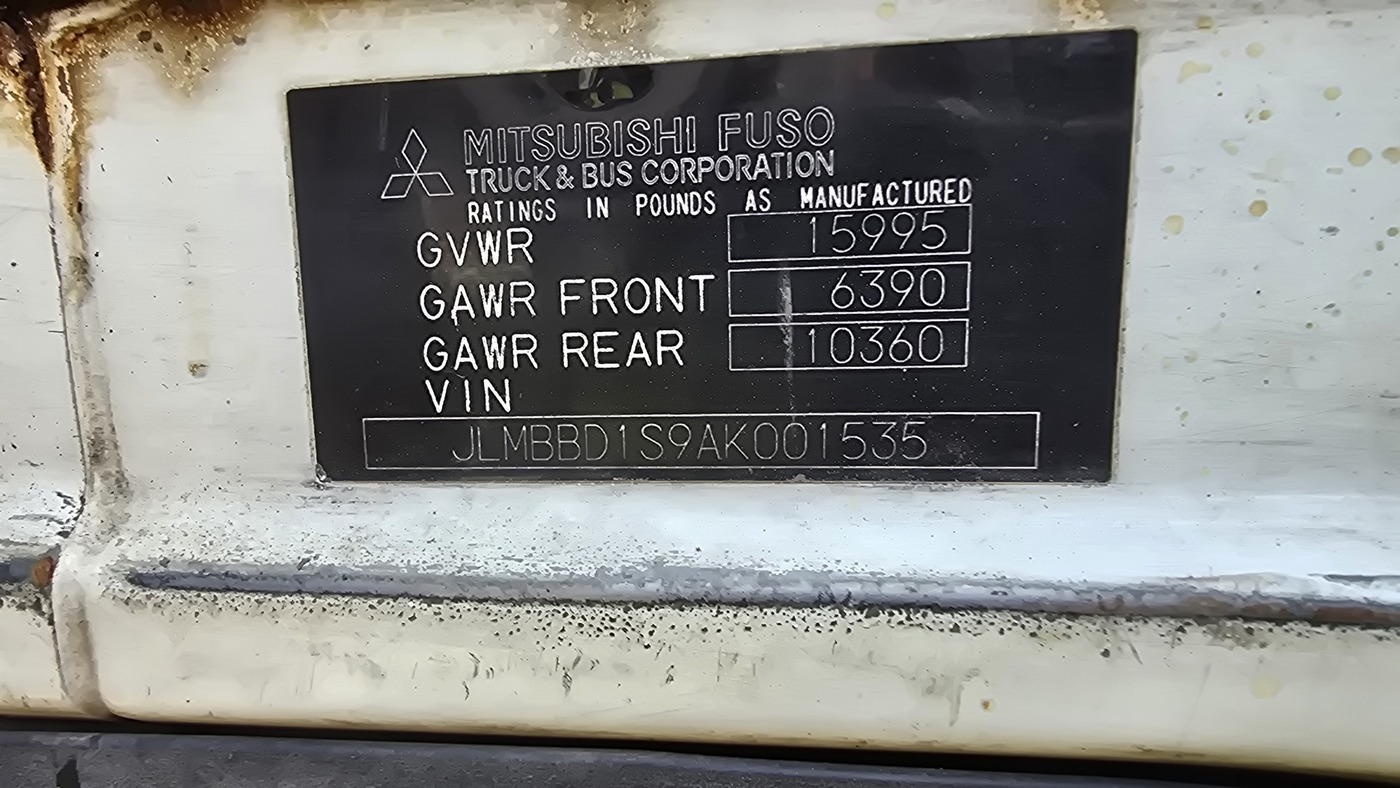 MITSUBISHI FUSO
TRUCK & BUS CORPORATION
RATINGS IN POUNDS AS MANUFACTURED
GVWR 15995
GAWR FRONT 6390
GAWR REAR 10360
VIN
JLMBBD1S9AK001535